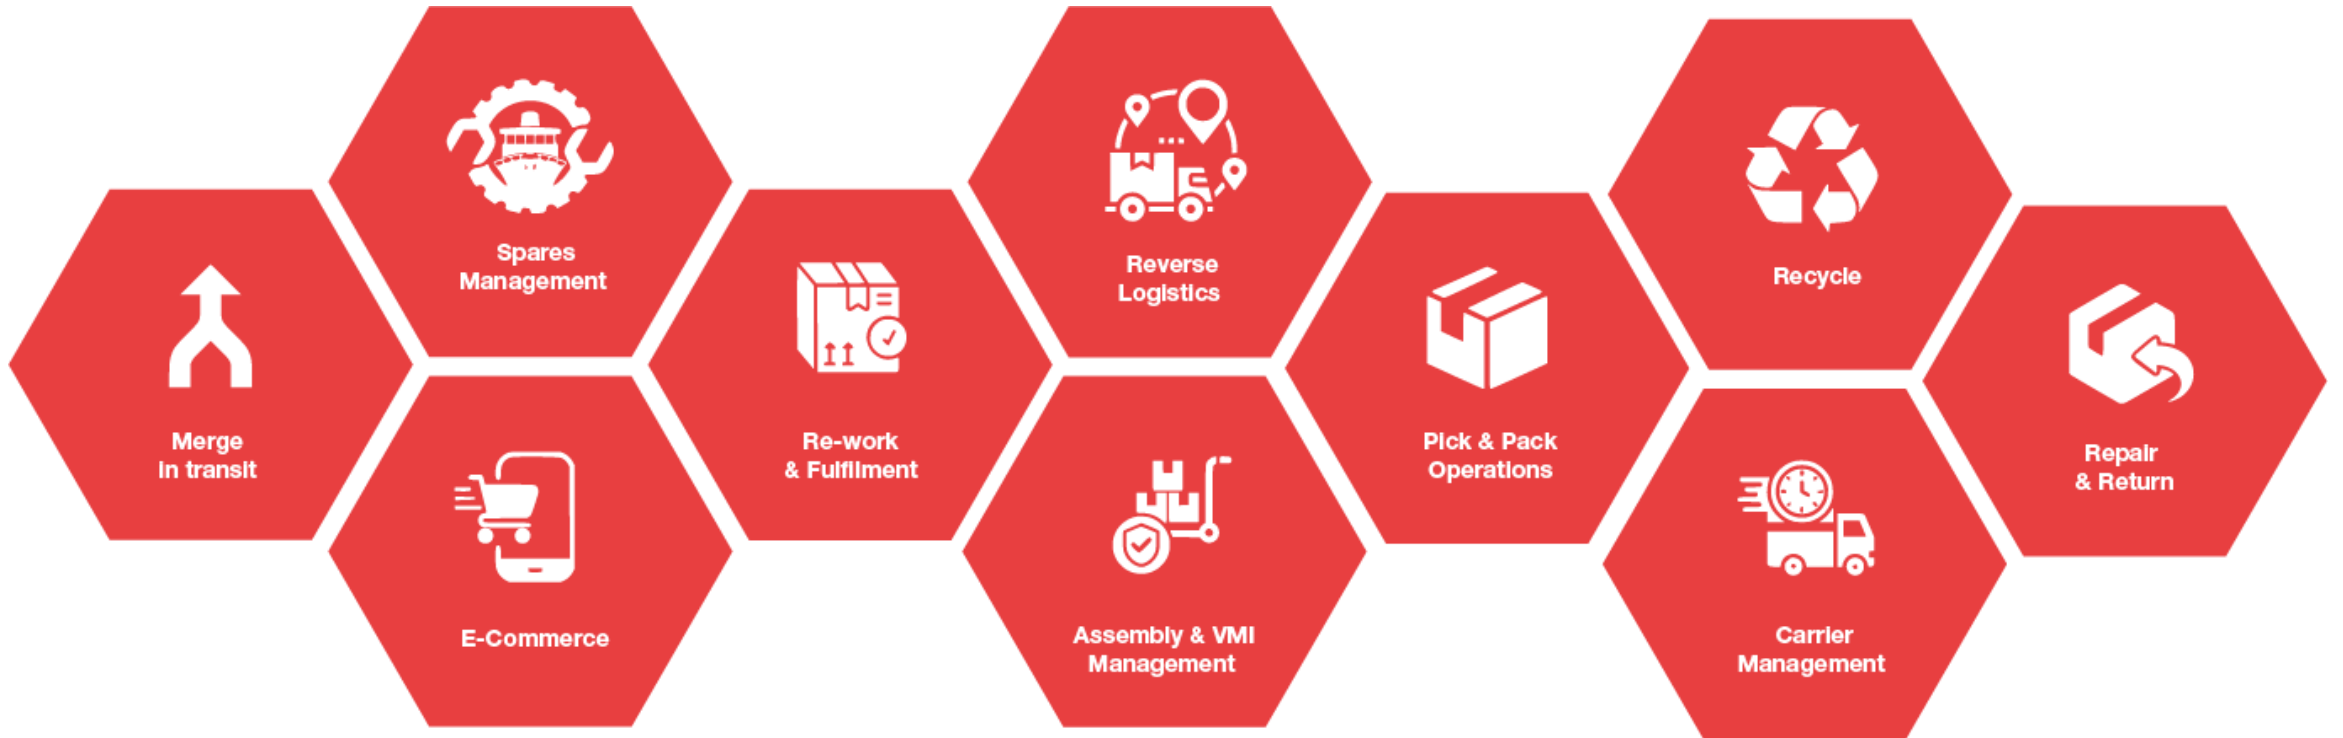 Merge
in transit
Spares
Management
E-Commerce
Re-work
& Fulfilment
Reverse
Logistics
Assembly & VMI
Management
Pick & Pack
Operations
Recycle
Carrier
Management
Repair
& Return